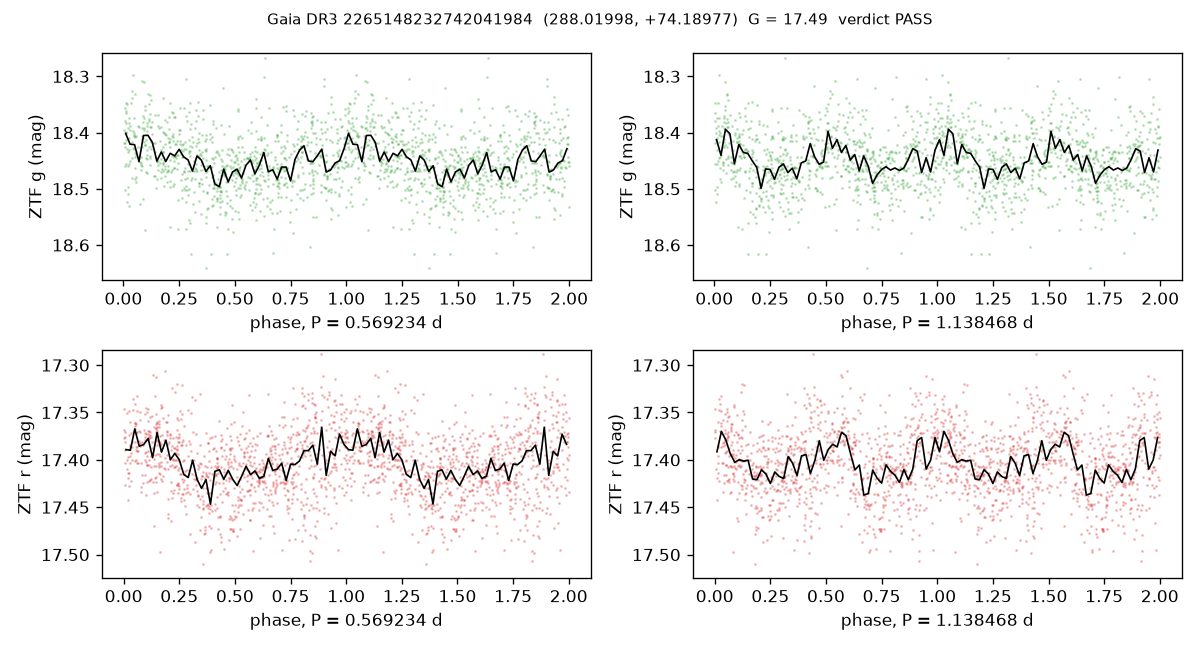 Gaia DR3 2265148232742041984  (288.01998, +74.18977)  G = 17.49  verdict PASS
ZTF g (mag)
18.3
18.4
18.5
18.6
0.00 0.25 0.50 0.75 1.00 1.25 1.50 1.75 2.00
phase, P = 0.569234 d
ZTF g (mag)
18.3
18.4
18.5
18.6
0.00 0.25 0.50 0.75 1.00 1.25 1.50 1.75 2.00
phase, P = 1.138468 d
ZTF r (mag)
17.30
17.35
17.40
17.45
17.50
0.00 0.25 0.50 0.75 1.00 1.25 1.50 1.75 2.00
phase, P = 0.569234 d
ZTF r (mag)
17.30
17.35
17.40
17.45
17.50
0.00 0.25 0.50 0.75 1.00 1.25 1.50 1.75 2.00
phase, P = 1.138468 d